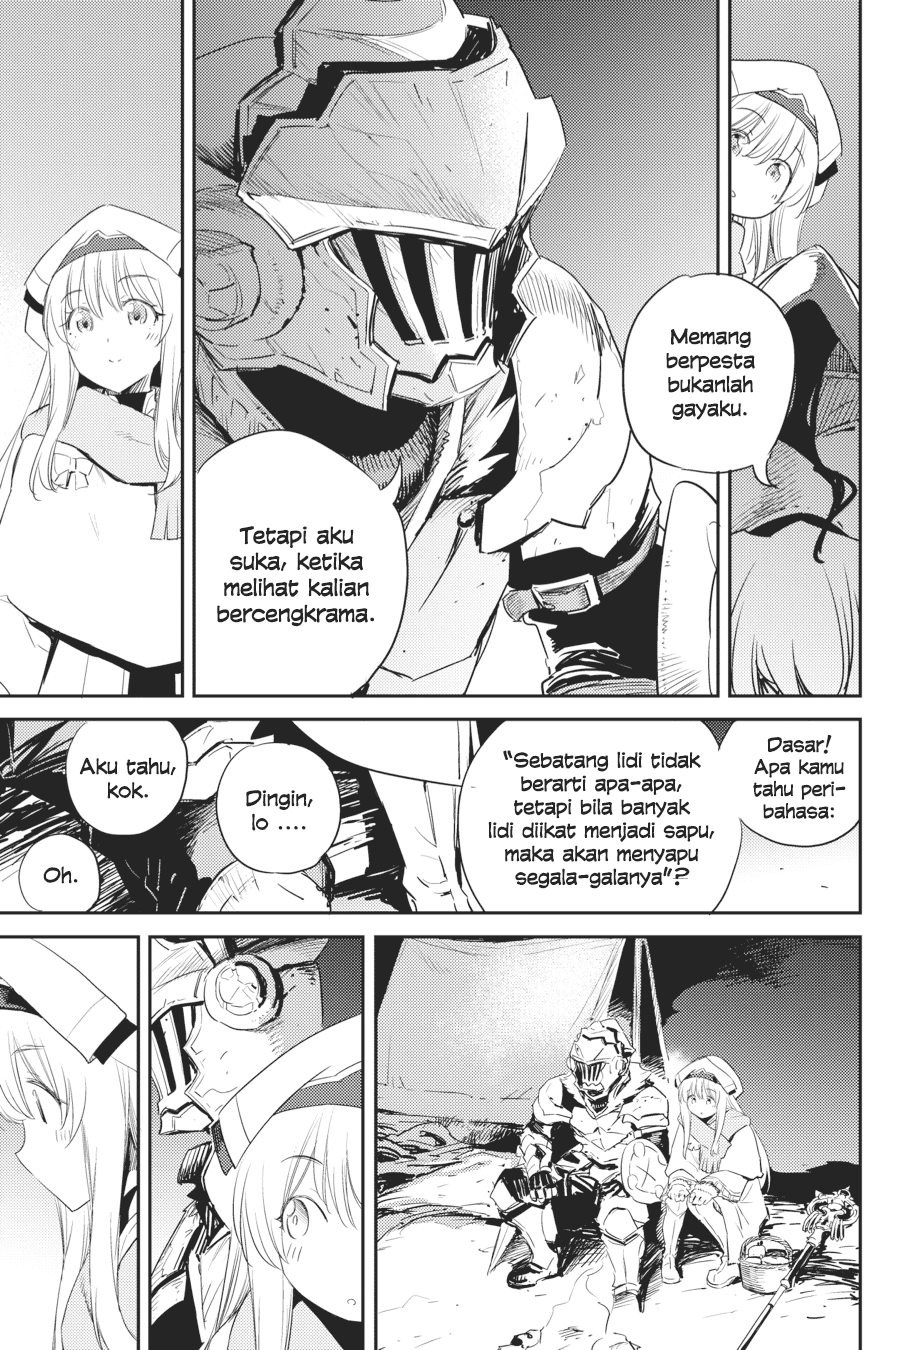 Memang
berpesta
bukanlah
gayaku.
Tetapi aku
suka, ketika
melihat kalian
bercengkrama.
Dasar!
Apa kamu
tahu peri-
bahasa:
“Sebatang lidi tidak
berarti apa-apa,
tetapi bila banyak
lidi diikat menjadi sapu,
maka akan menyapu
segala-galanya”?
Dingin,
lo ....
Aku tahu,
kok.
Oh.